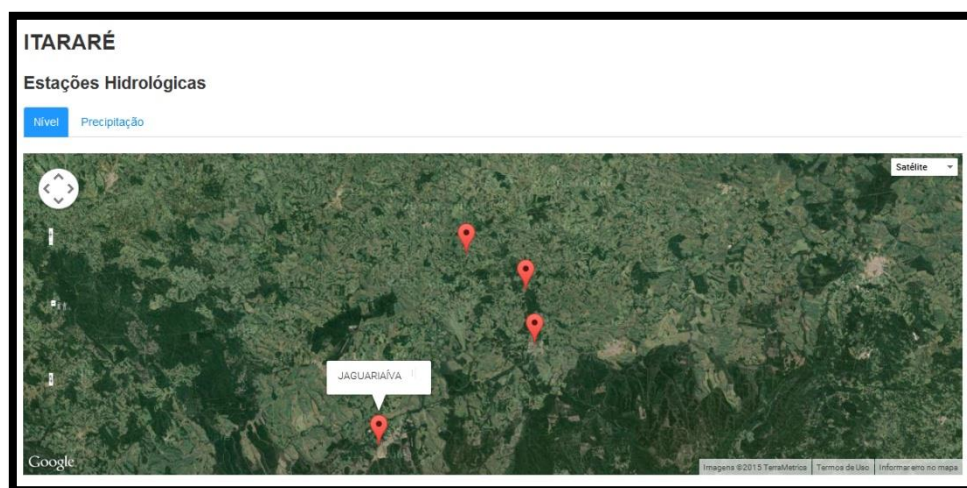 ITARARÉ
Estações Hidrológicas
Nível Precipitação
Satélite
JAGUARIAÍVA
Google
Imagens ©2015 TerraMetrics Termos de Uso Informar erro no mapa